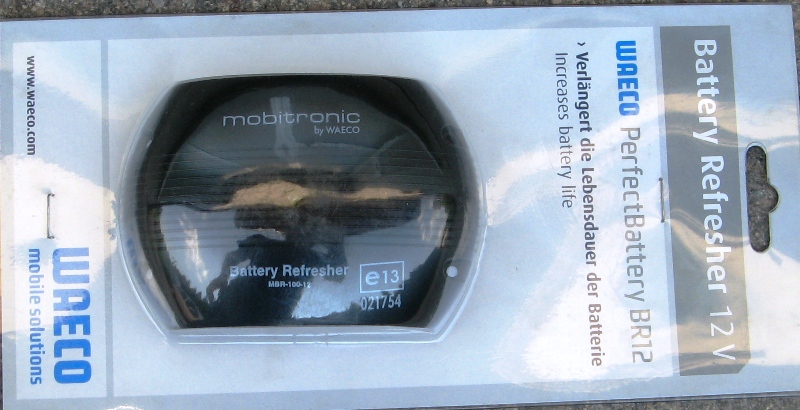 Battery Refresher 12 V
WAECO PerfectBattery BR12
› Verlängert die Lebensdauer der Batterie
Increases battery life
mobitronic
by WAECO
Battery Refresher
MBR-100-12
e13
021754
WAECO
mobile solutions
www.waeco.com